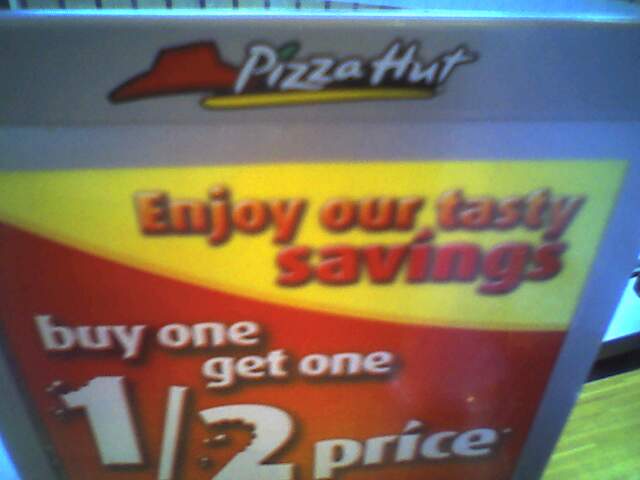 Pizza Hut
Enjoy our tasty
savings
buy one
get one
1/2 price